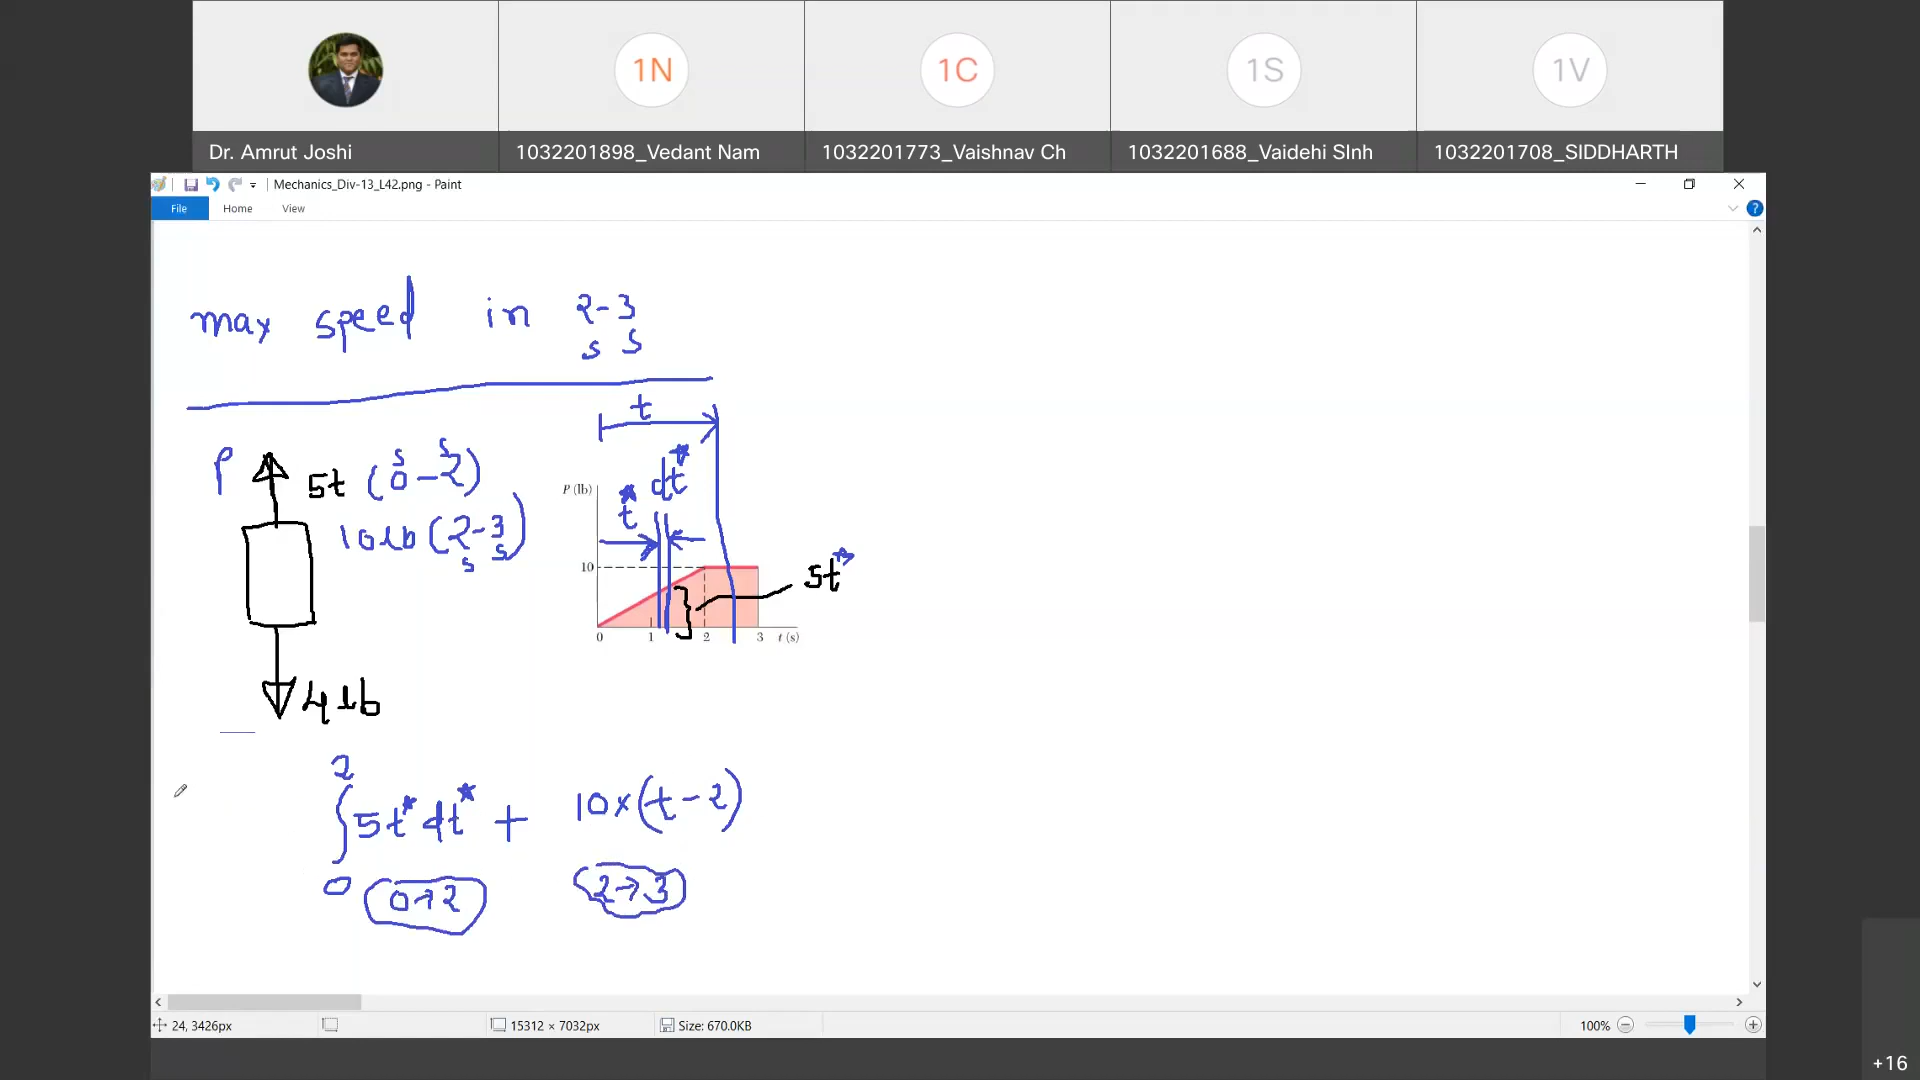 1N
1C
1S
1V
Dr. Amrut Joshi
1032201898_Vedant Nam
1032201773_Vaishnav Ch
1032201688_Vaidehi SInh
1032201708_SIDDHARTH
Mechanics_Div-13_L42.png - Paint
File
Home
View
?
max speed in 2-3
s s
t
P
5t (0-2)
s s
10lb (2-3)
s s
dt*
t*
P (lb)
10
5t*
0
1
2
3
t (s)
4 lb
2
∫5t*dt* + 10×(t-2)
0
0→2
2→3
24, 3426px
15312 × 7032px
Size: 670.0KB
100%
+16